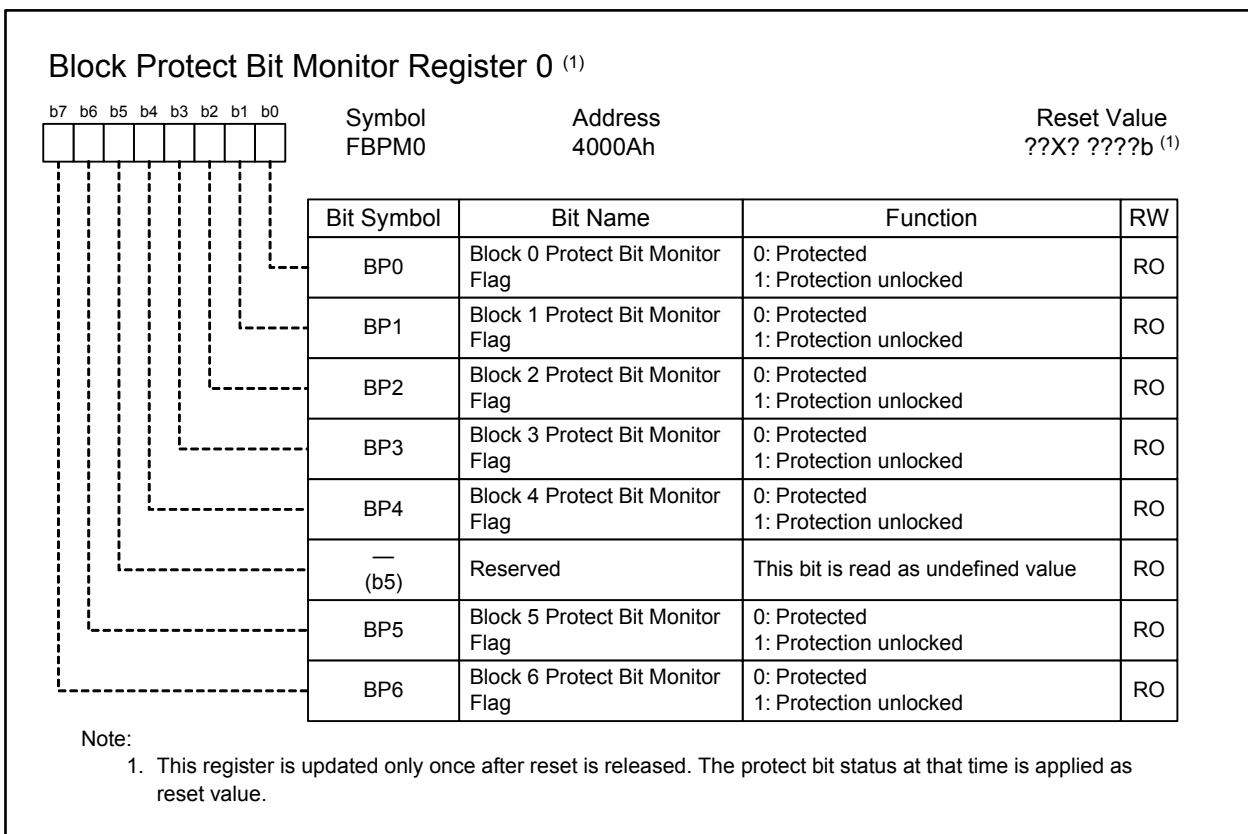 Block Protect Bit Monitor Register 0 (1)
b7 b6 b5 b4 b3 b2 b1 b0
Symbol Address Reset Value
FBPM0 4000Ah ??X? ????b (1)
Bit Symbol Bit Name Function RW
BP0 Block 0 Protect Bit Monitor Flag 0: Protected 1: Protection unlocked RO
BP1 Block 1 Protect Bit Monitor Flag 0: Protected 1: Protection unlocked RO
BP2 Block 2 Protect Bit Monitor Flag 0: Protected 1: Protection unlocked RO
BP3 Block 3 Protect Bit Monitor Flag 0: Protected 1: Protection unlocked RO
BP4 Block 4 Protect Bit Monitor Flag 0: Protected 1: Protection unlocked RO
— (b5) Reserved This bit is read as undefined value RO
BP5 Block 5 Protect Bit Monitor Flag 0: Protected 1: Protection unlocked RO
BP6 Block 6 Protect Bit Monitor Flag 0: Protected 1: Protection unlocked RO
Note:
1. This register is updated only once after reset is released. The protect bit status at that time is applied as
reset value.